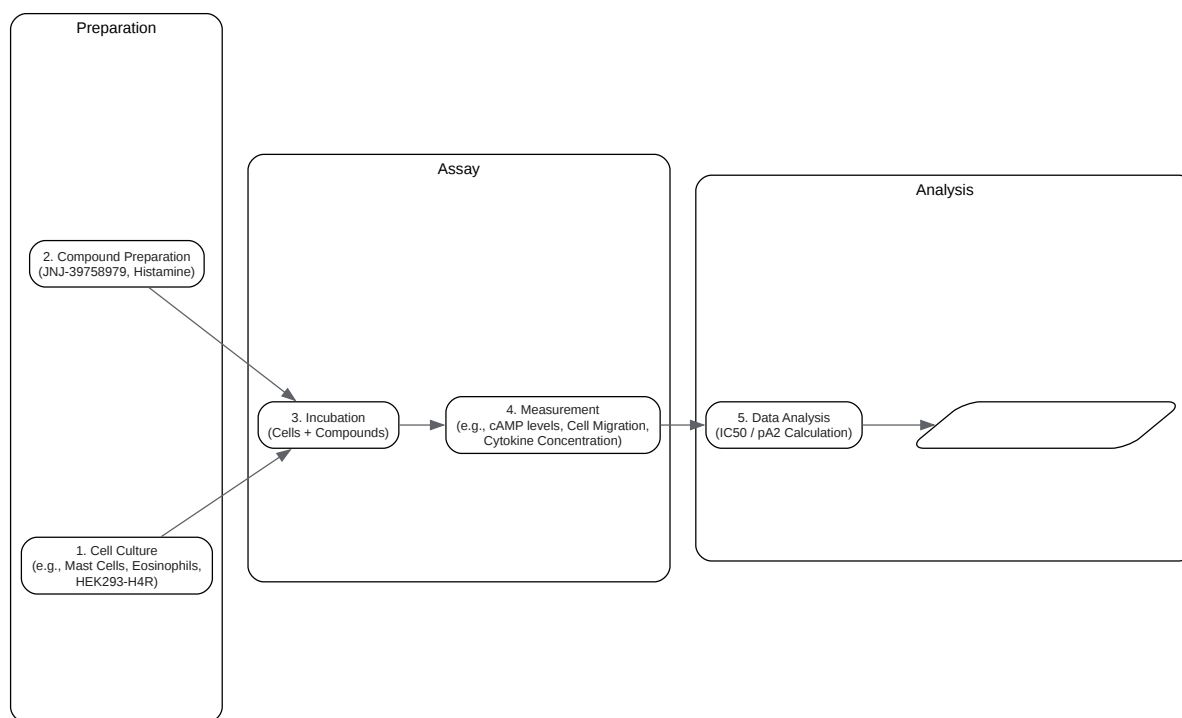 Preparation
2. Compound Preparation
(JNJ-39758979, Histamine)
1. Cell Culture
(e.g., Mast Cells, Eosinophils,
HEK293-H4R)
Assay
3. Incubation
(Cells + Compounds)
4. Measurement
(e.g., cAMP levels, Cell Migration,
Cytokine Concentration)
Analysis
5. Data Analysis
(IC50 / pA2 Calculation)